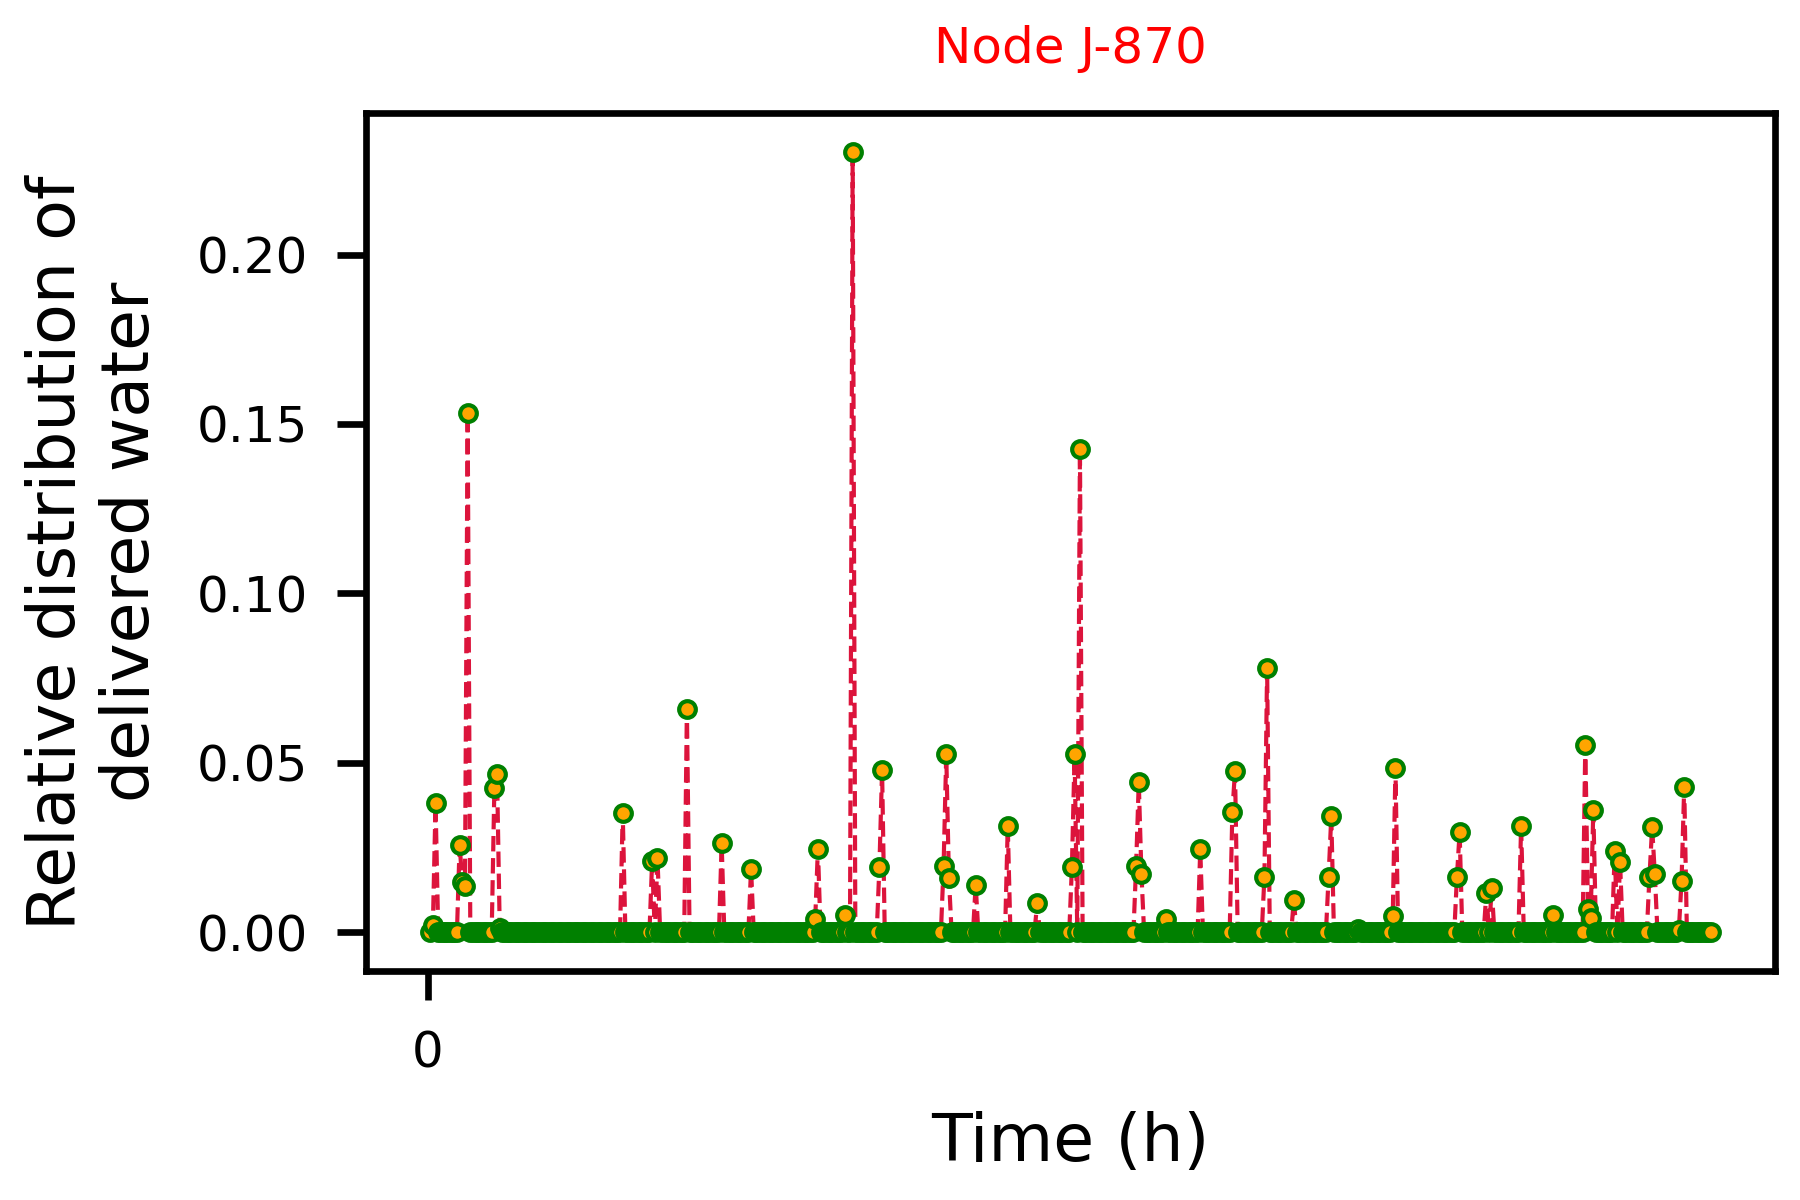 Node J-870
Relative distribution of
delivered water
0.20
0.15
0.10
0.05
0.00
0
Time (h)